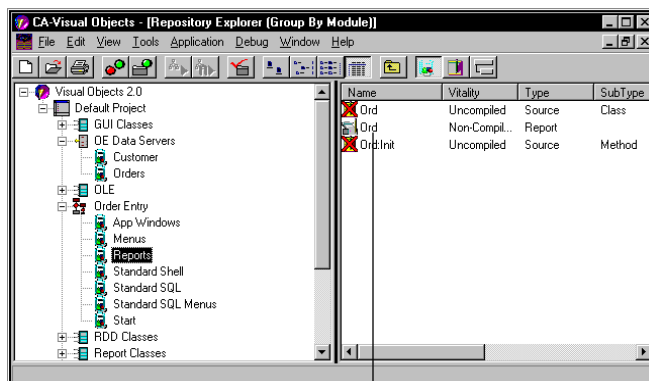 CA-Visual Objects - [Repository Explorer (Group By Module)]
File Edit View Tools Application Debug Window Help
Visual Objects 2.0
Default Project
GUI Classes
OE Data Servers
Customer
Orders
OLE
Order Entry
App Windows
Menus
Reports
Standard Shell
Standard SQL
Standard SQL Menus
Start
RDD Classes
Report Classes
Name Vitality Type SubType
Ord Uncompiled Source Class
Ord Non-Compil... Report
Ord:Init Uncompiled Source Method